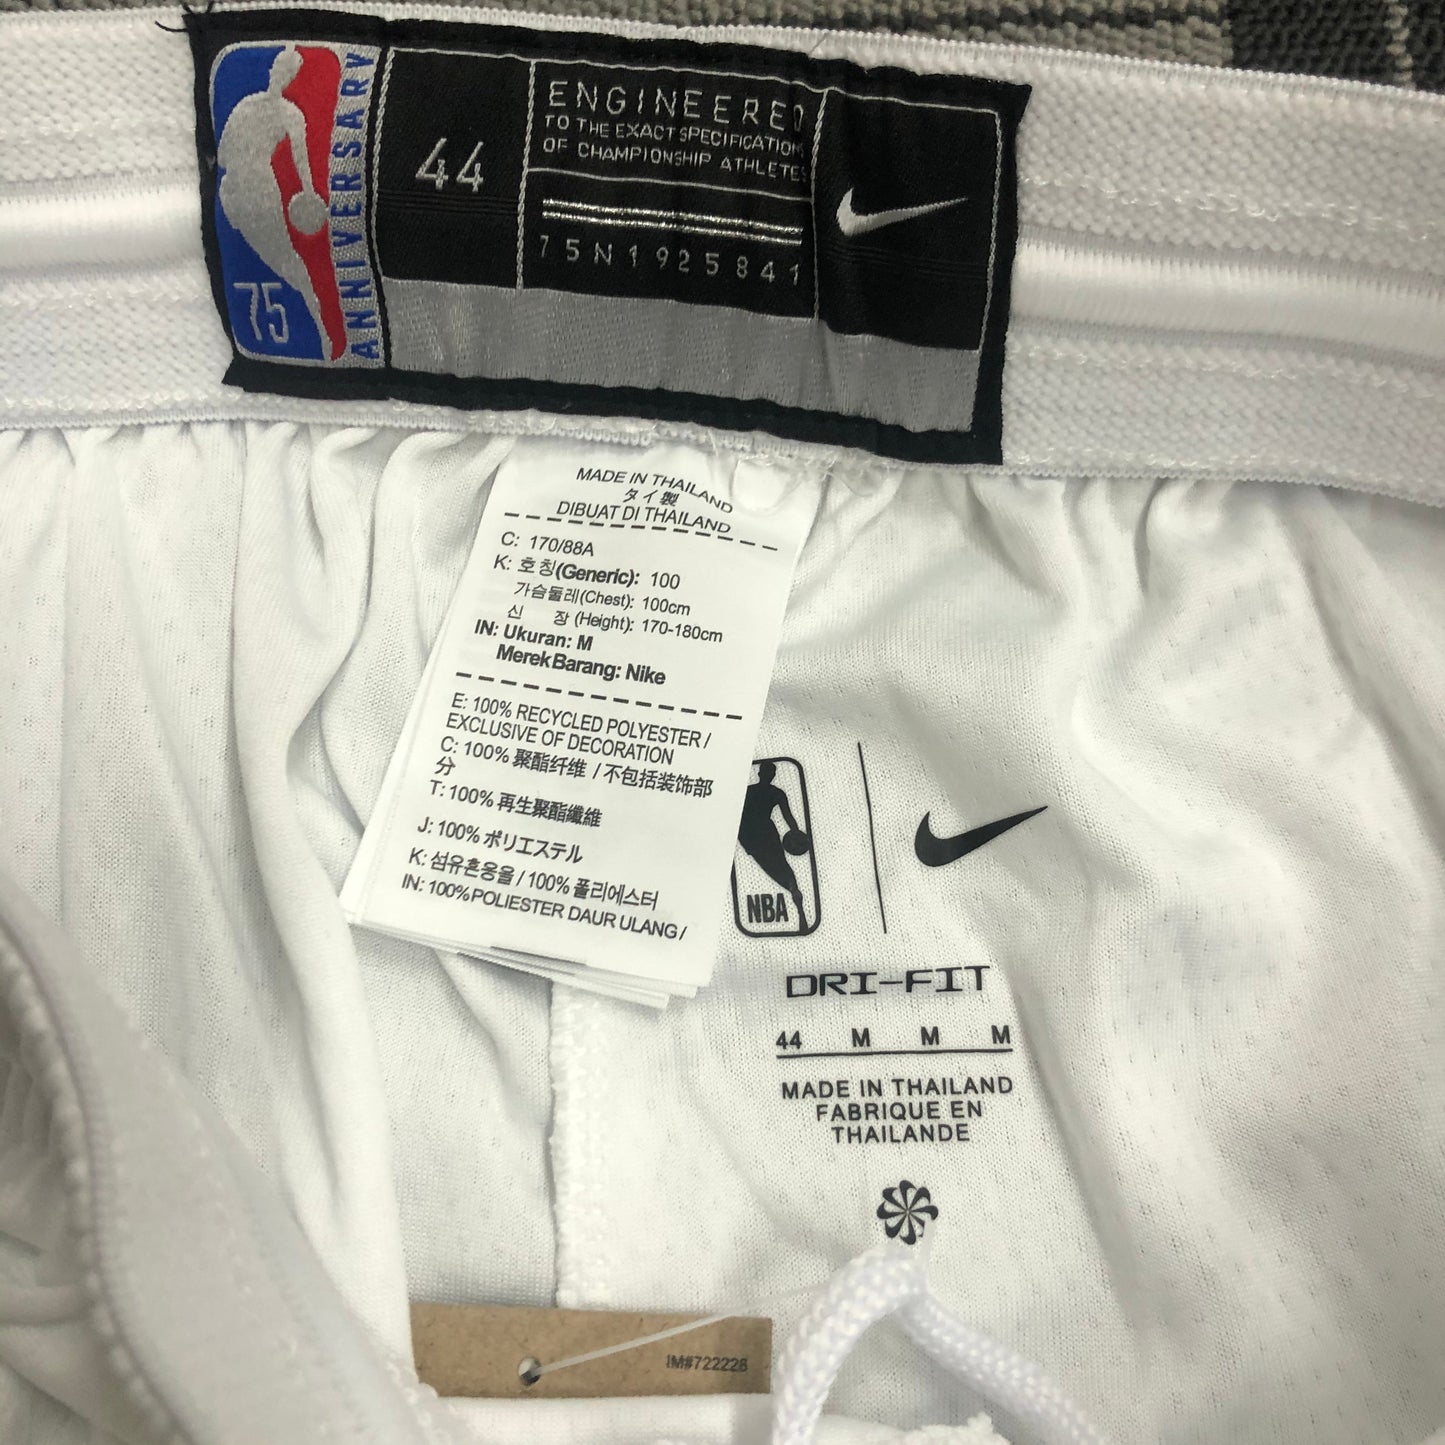 75
ANNIVERSARY
44
ENGINEERED
TO THE EXACT SPECIFICATION
OF CHAMPIONSHIP ATHLETES
75N1925841
MADE IN THAILAND
タイ製
DIBUAT DI THAILAND
C: 170/88A
K: 호칭(Generic): 100
가슴둘레(Chest): 100cm
신 장 (Height): 170-180cm
IN: Ukuran: M
Merek Barang: Nike
E: 100% RECYCLED POLYESTER /
EXCLUSIVE OF DECORATION
C: 100% 聚酯纤维 / 不包括装饰部
分
T: 100% 再生聚酯纖維
J: 100% ポリエステル
K: 섬유혼용율 / 100% 폴리에스터
IN: 100% POLIESTER DAUR ULANG /
NBA
DRI-FIT
44 M M M
MADE IN THAILAND
FABRIQUE EN
THAILANDE
IM#722226